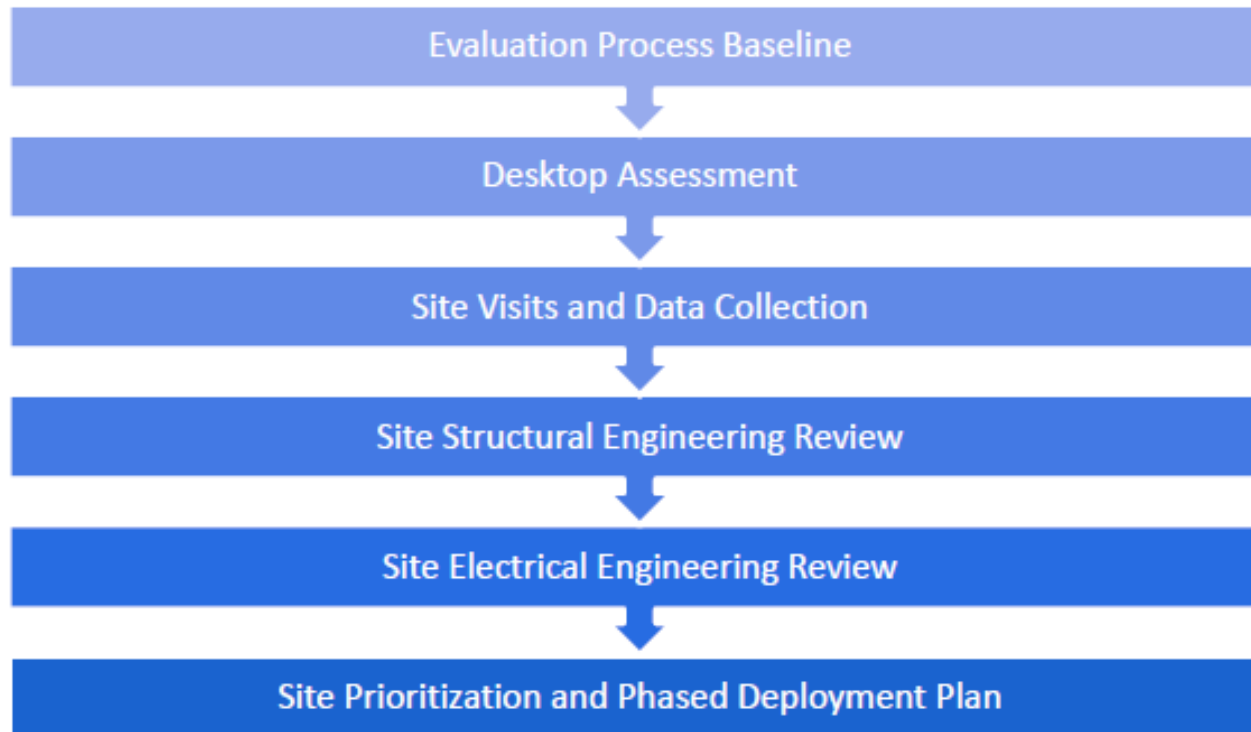 Evaluation Process Baseline
Desktop Assessment
Site Visits and Data Collection
Site Structural Engineering Review
Site Electrical Engineering Review
Site Prioritization and Phased Deployment Plan